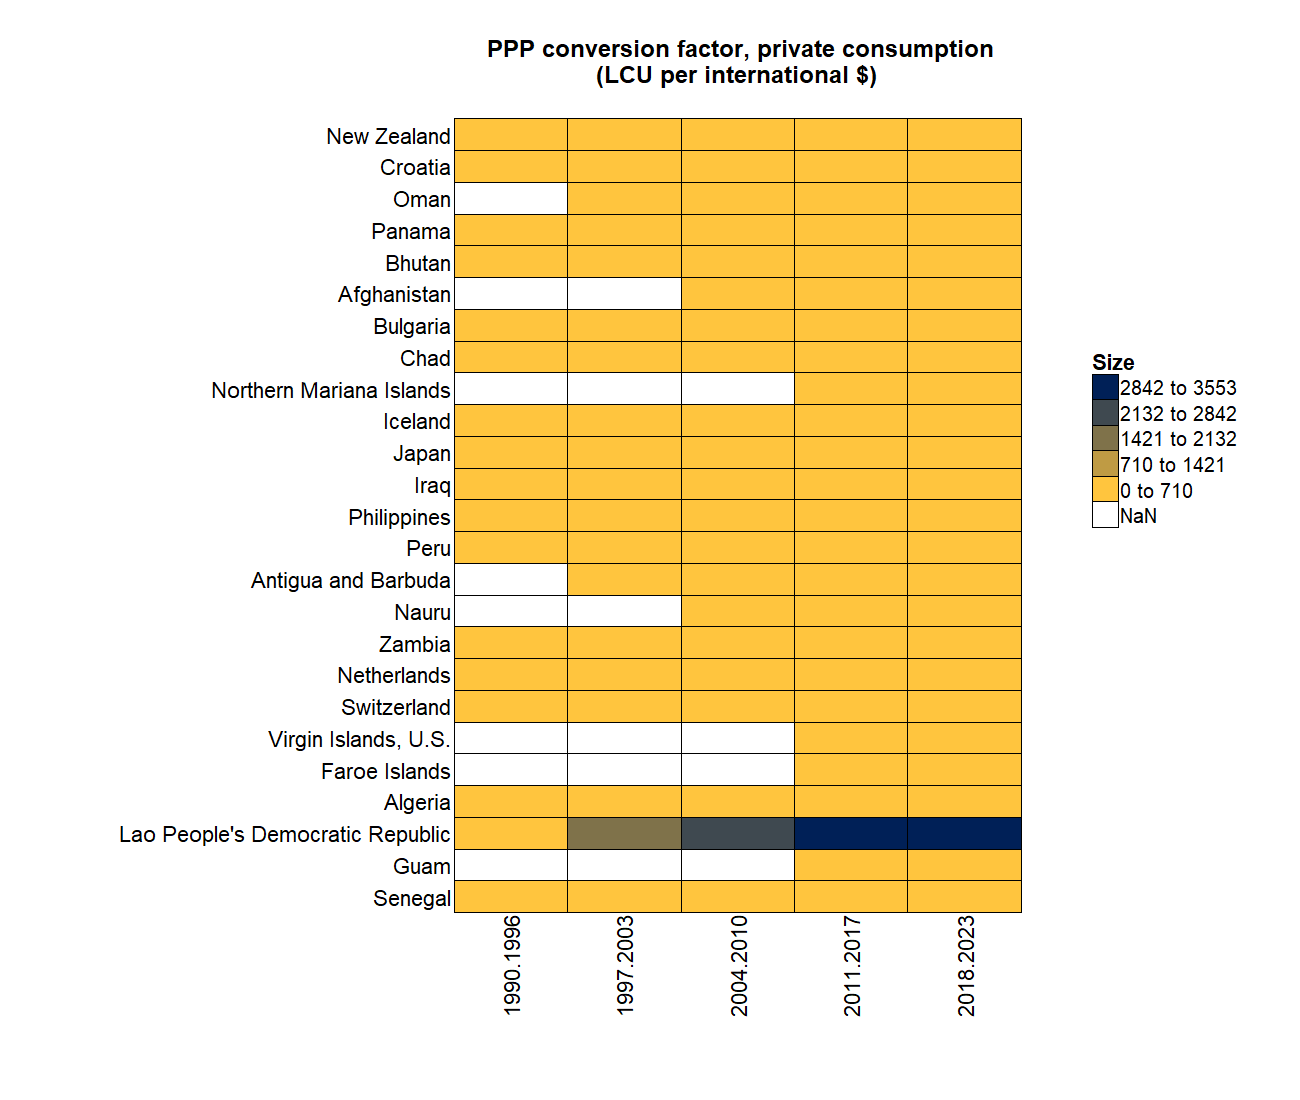 PPP conversion factor, private consumption
(LCU per international $)
New Zealand
Croatia
Oman
Panama
Bhutan
Afghanistan
Bulgaria
Chad
Northern Mariana Islands
Iceland
Japan
Iraq
Philippines
Peru
Antigua and Barbuda
Nauru
Zambia
Netherlands
Switzerland
Virgin Islands, U.S.
Faroe Islands
Algeria
Lao People's Democratic Republic
Guam
Senegal
1990.1996
1997.2003
2004.2010
2011.2017
2018.2023
Size
2842 to 3553
2132 to 2842
1421 to 2132
710 to 1421
0 to 710
NaN